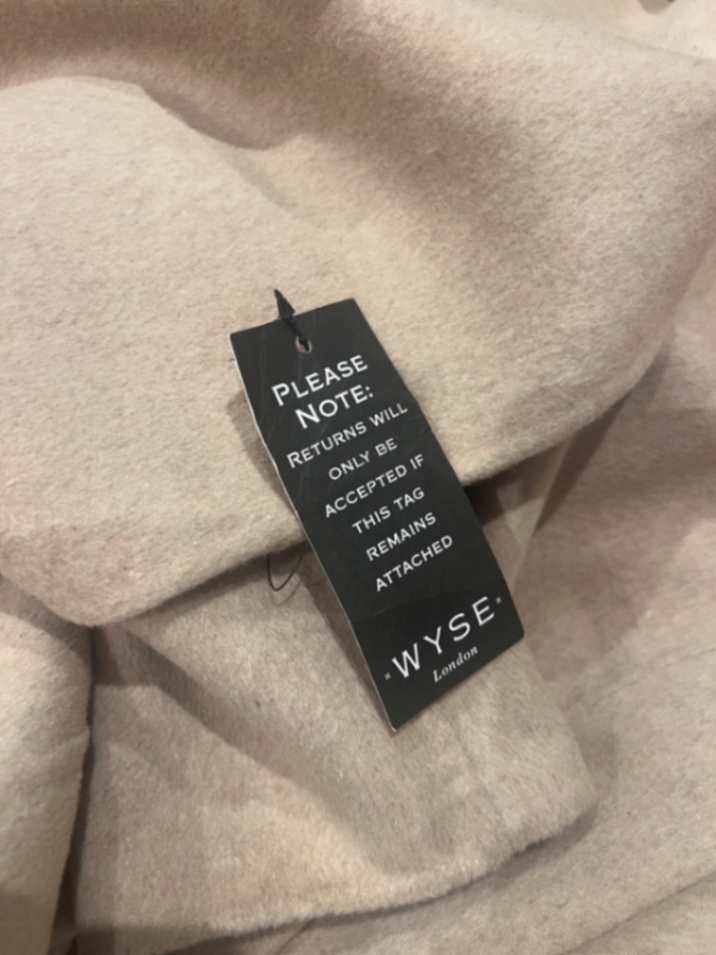 PLEASE
NOTE:
RETURNS WILL
ONLY BE
ACCEPTED IF
THIS TAG
REMAINS
ATTACHED
WYSE
London